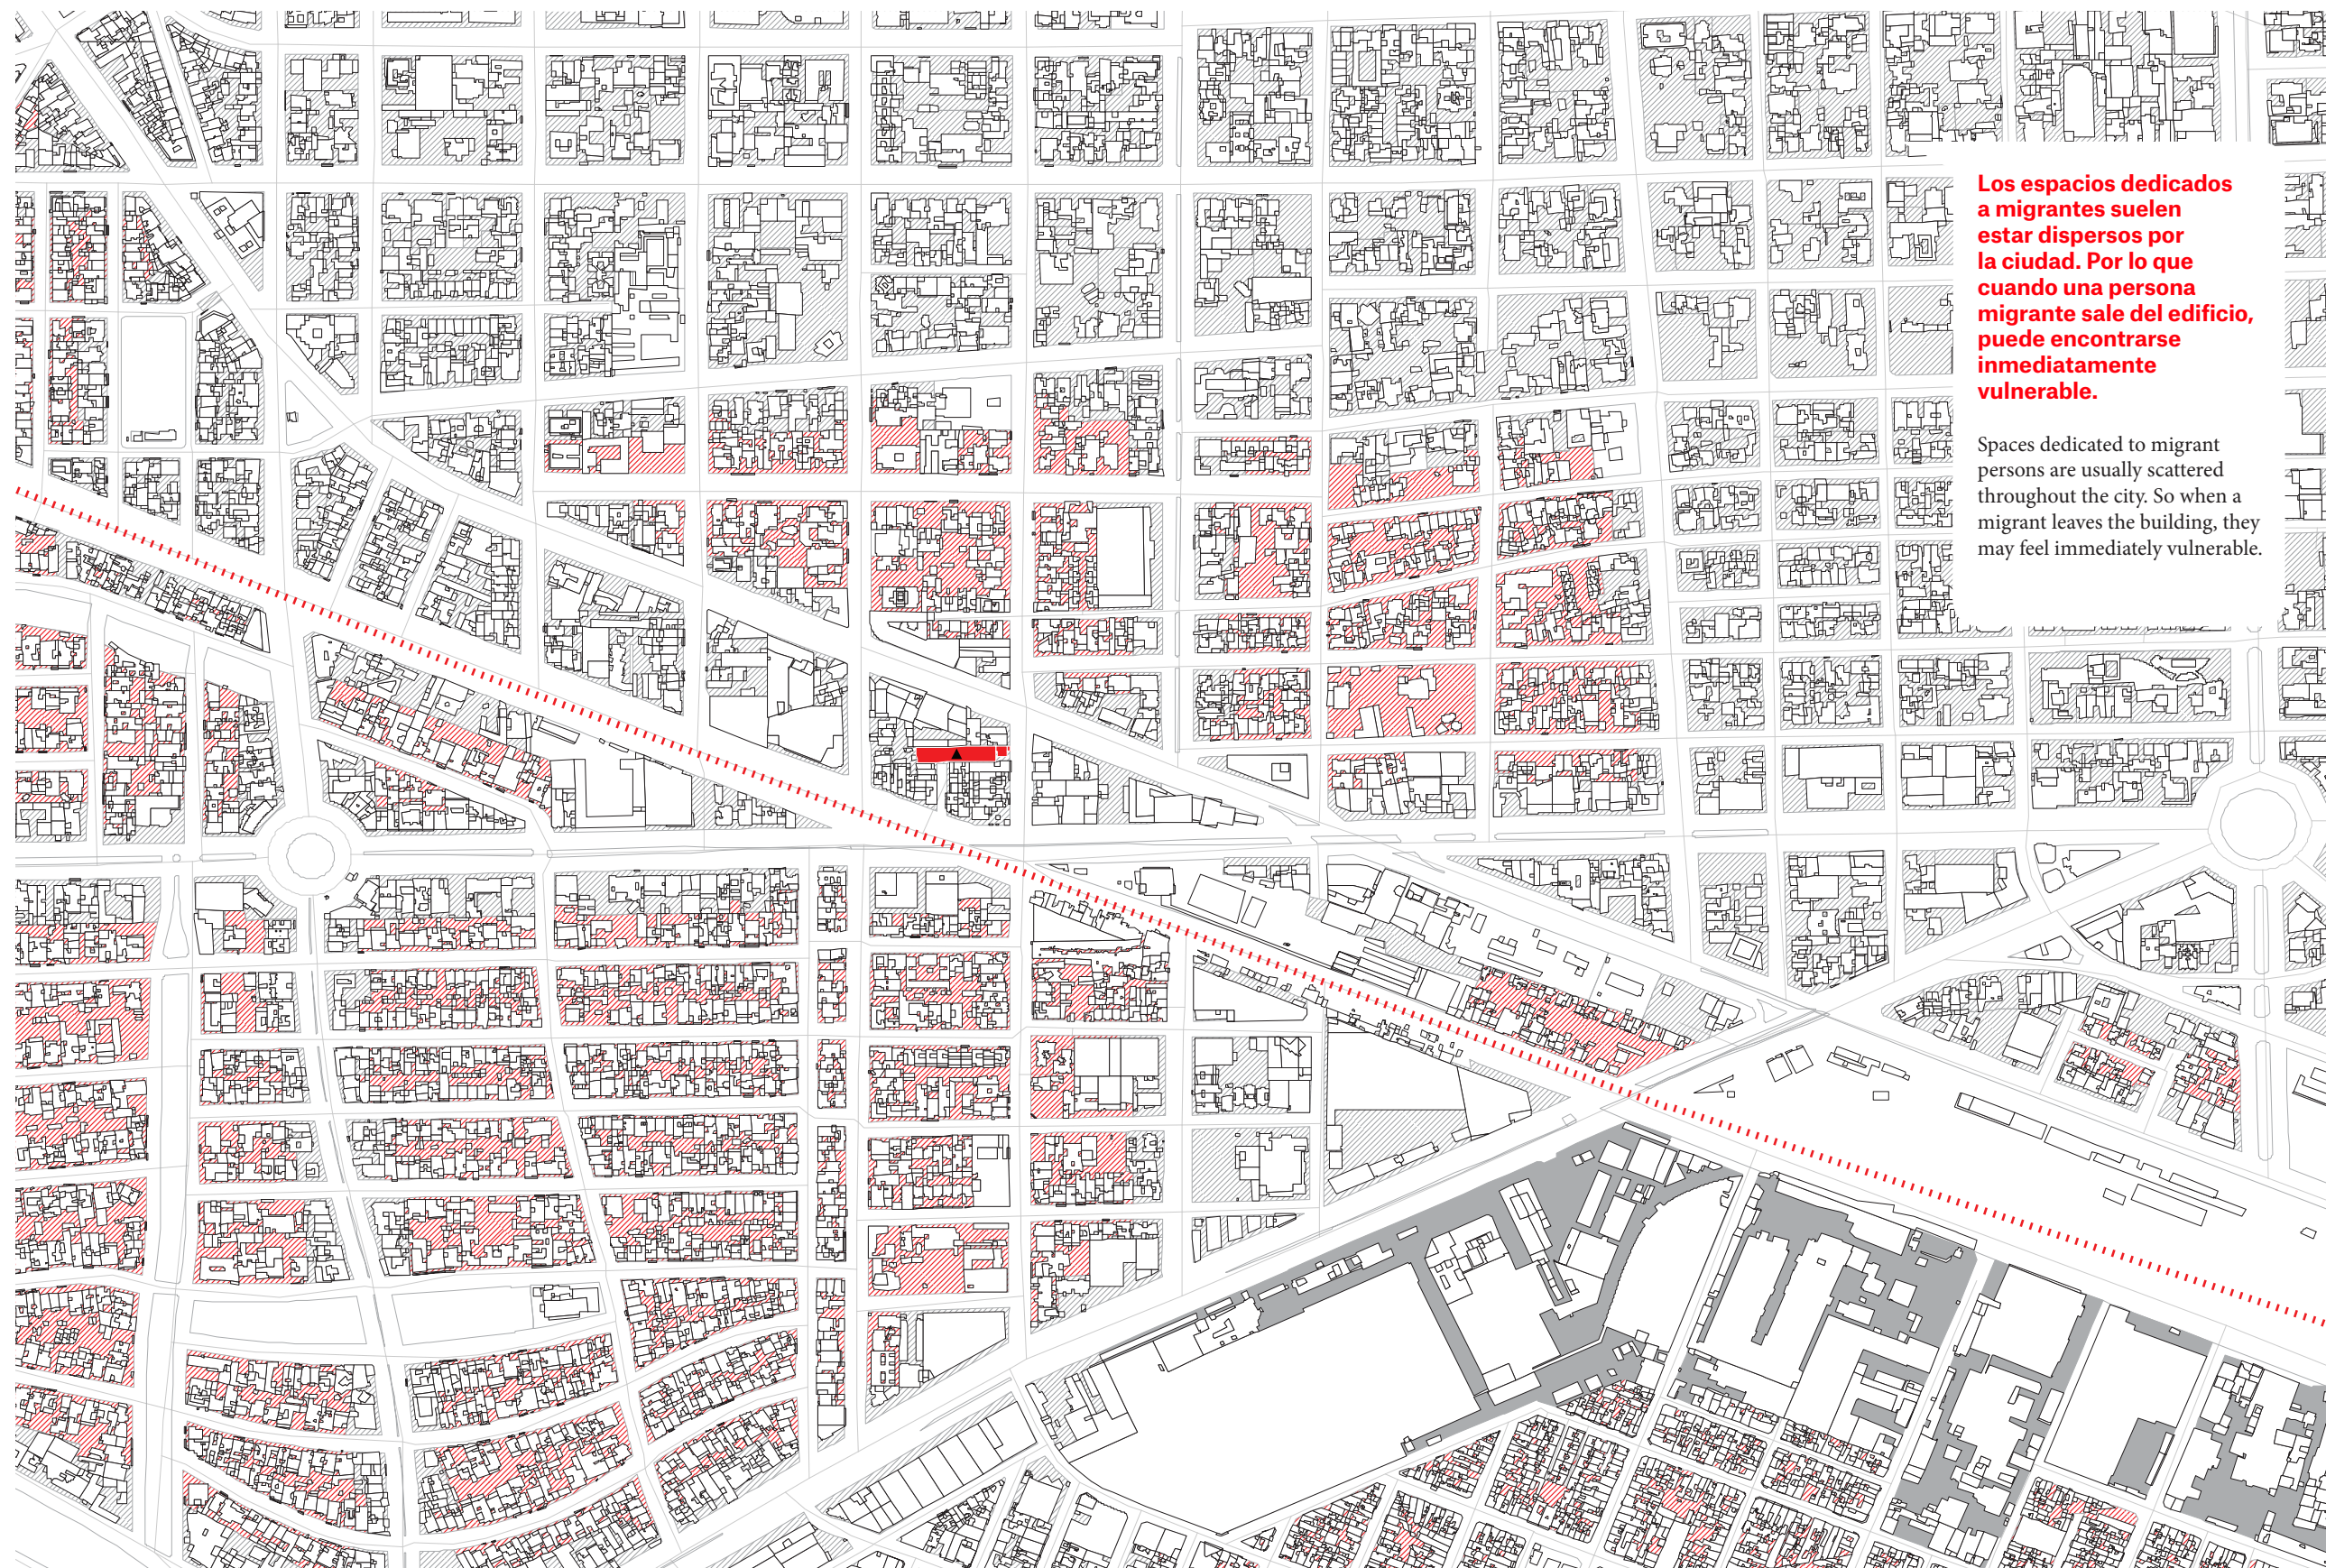 Los espacios dedicados
a migrantes suelen
estar dispersos por
la ciudad. Por lo que
cuando una persona
migrante sale del edificio,
puede encontrarse
inmediatamente
vulnerable.
Spaces dedicated to migrant
persons are usually scattered
throughout the city. So when a
migrant leaves the building, they
may feel immediately vulnerable.